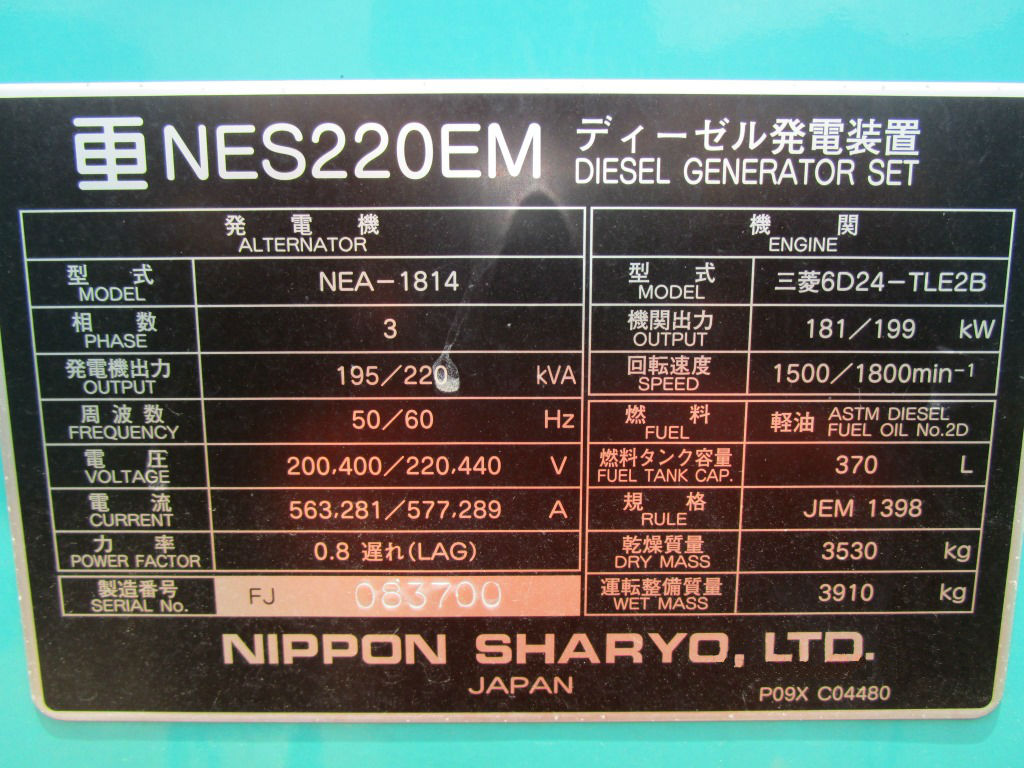 NES220EM ディーゼル発電装置
DIESEL GENERATOR SET
発電機
ALTERNATOR
型式 MODEL NEA-1814
相数 PHASE 3
発電機出力 OUTPUT 195/220 kVA
周波数 FREQUENCY 50/60 Hz
電圧 VOLTAGE 200,400/220,440 V
電流 CURRENT 563,281/577,289 A
力率 POWER FACTOR 0.8 遅れ(LAG)
製造番号 SERIAL No. FJ 083700
機関
ENGINE
型式 MODEL 三菱6D24-TLE2B
機関出力 OUTPUT 181/199 kW
回転速度 SPEED 1500/1800min⁻¹
燃料 FUEL 軽油 ASTM DIESEL FUEL OIL No.2D
燃料タンク容量 FUEL TANK CAP. 370 L
規格 RULE JEM 1398
乾燥質量 DRY MASS 3530 kg
運転整備質量 WET MASS 3910 kg
NIPPON SHARYO, LTD.
JAPAN
P09X C04480